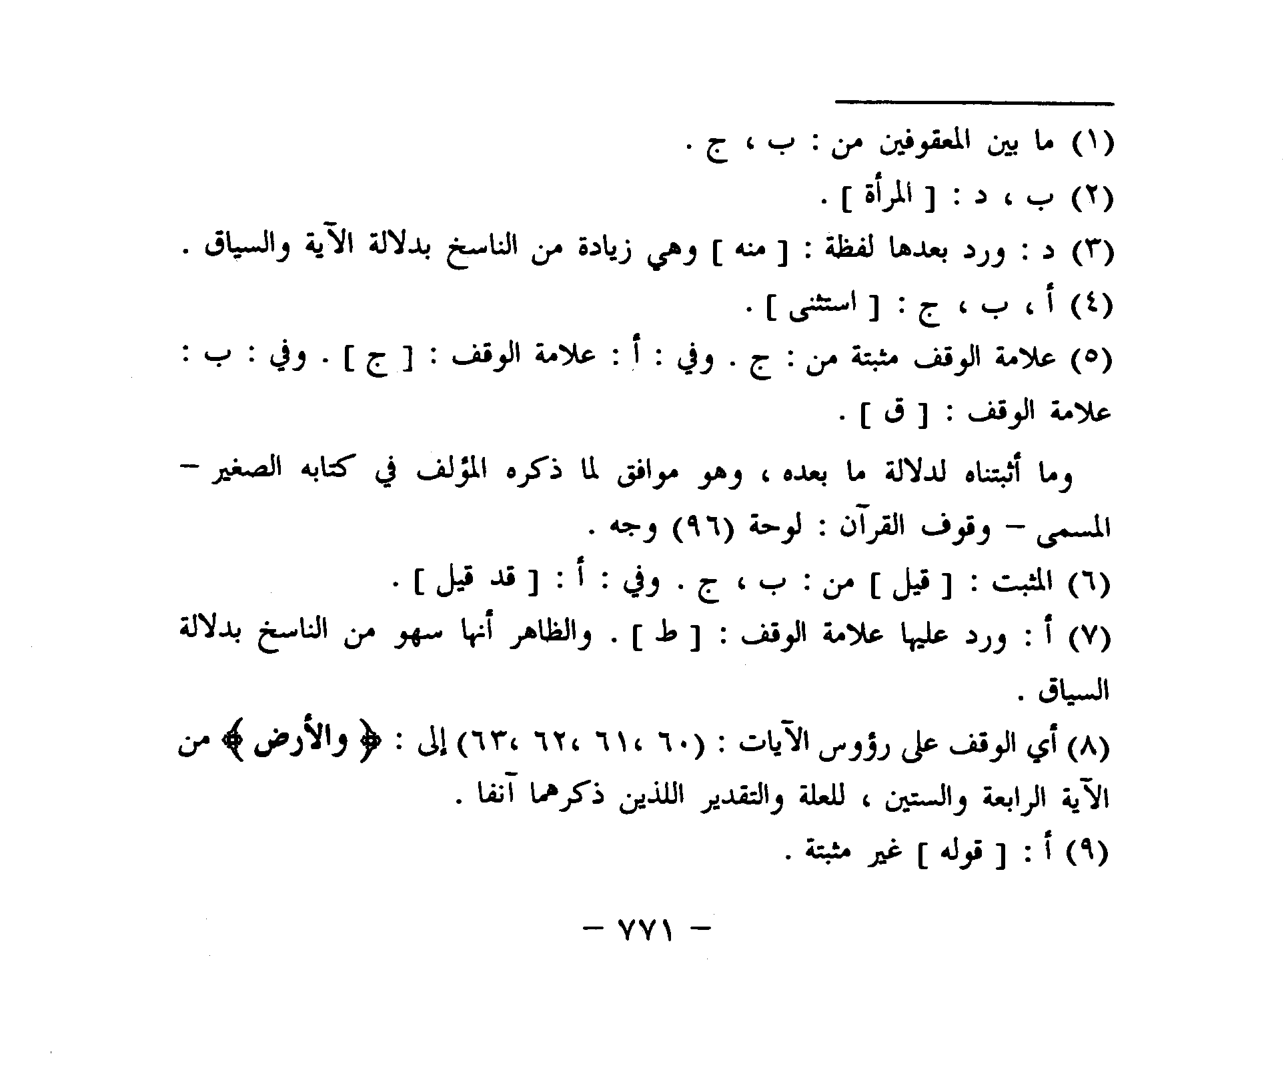 (١) ما بين المعقوفين من : ب ، ج .
(٢) ب ، د : [ المرأة ] .
(٣) د : ورد بعدها لفظة : [ منه ] وهي زيادة من الناسخ بدلالة الآية والسياق .
(٤) أ ، ب ، ج : [ استثنى ] .
(٥) علامة الوقف مثبتة من : ج . وفي : أ : علامة الوقف : [ ج ] . وفي : ب :
علامة الوقف : [ ق ] .
وما أثبتناه لدلالة ما بعده ، وهو موافق لما ذكره المؤلف في كتابه الصغير –
المسمى – وقوف القرآن : لوحة (٩٦) وجه .
(٦) المثبت : [ قيل ] من : ب ، ج . وفي : أ : [ قد قيل ] .
(٧) أ : ورد عليها علامة الوقف : [ ط ] . والظاهر أنها سهو من الناسخ بدلالة
السياق .
(٨) أي الوقف على رؤوس الآيات : (٦٠ ،٦١ ،٦٢ ،٦٣) إلى : ﴿ والأرض ﴾ من
الآية الرابعة والستين ، للعلة والتقدير اللذين ذكرهما آنفا .
(٩) أ : [ قوله ] غير مثبتة .
– ٧٧١ –